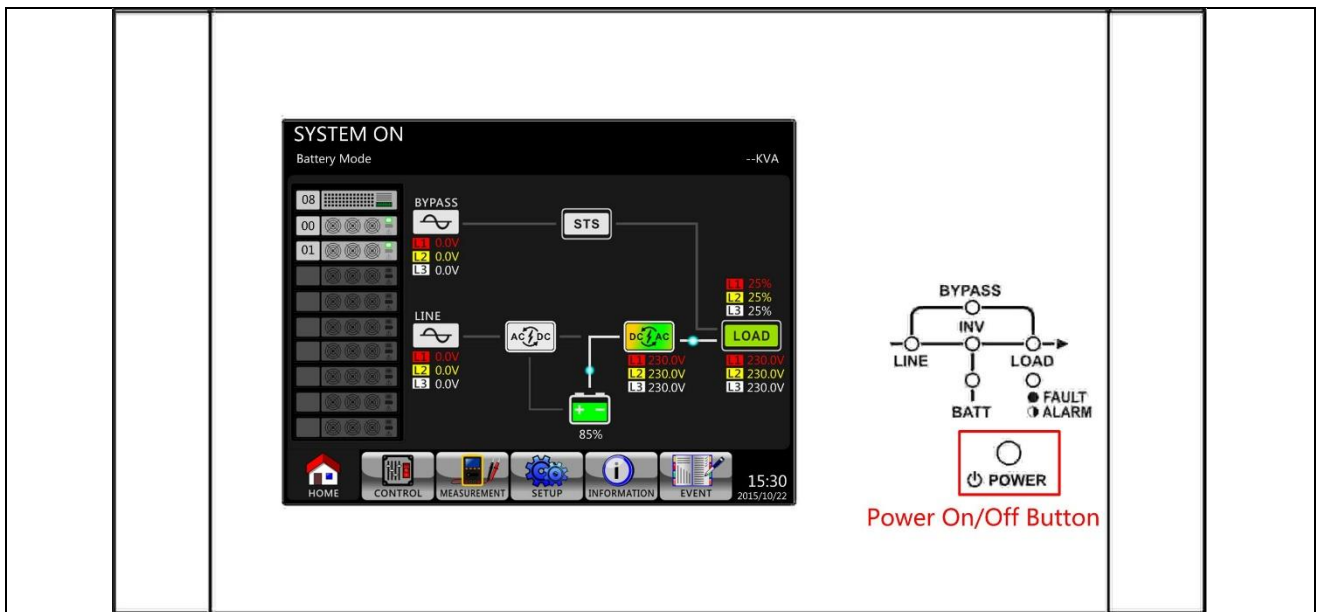 SYSTEM ON
Battery Mode
--KVA
08
00
01
BYPASS
L1 0.0V
L2 0.0V
L3 0.0V
STS
LINE
L1 0.0V
L2 0.0V
L3 0.0V
AC DC
DC AC
L1 230.0V
L2 230.0V
L3 230.0V
L1 25%
L2 25%
L3 25%
LOAD
L1 230.0V
L2 230.0V
L3 230.0V
+ -
85%
HOME
CONTROL
MEASUREMENT
SETUP
INFORMATION
EVENT
15:30
2015/10/22
BYPASS
INV
LINE
LOAD
BATT
FAULT
ALARM
POWER
Power On/Off Button